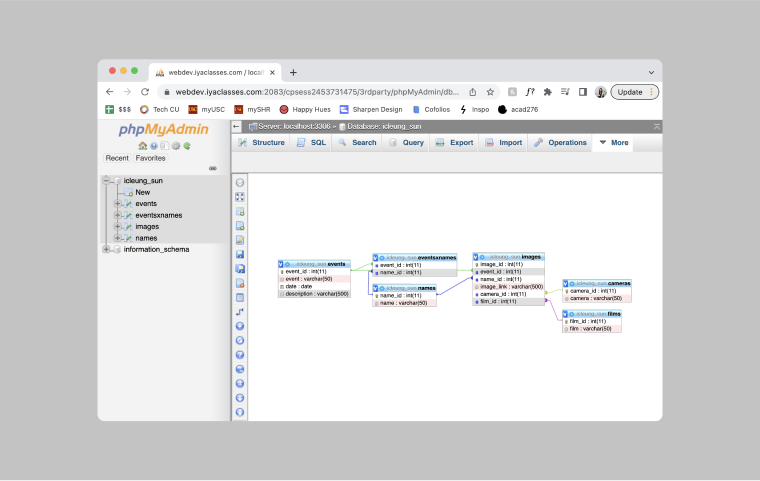 webdev.iyaclasses.com / local
webdev.iyaclasses.com:2083/cpsess2453731475/3rdparty/phpMyAdmin/db...
f?
Update
$$$
Tech CU
myUSC
mySHR
Happy Hues
Sharpen Design
Cofolios
Inspo
acad276
phpMyAdmin
Recent
Favorites
icleung_sun
New
events
eventsxnames
images
names
information_schema
Server: localhost:3306 » Database: icleung_sun
Structure
SQL
Search
Query
Export
Import
Operations
More
icleung_sun events
event_id : int(11)
event : varchar(50)
date : date
description : varchar(500)
icleung_sun eventsxnames
event_id : int(11)
name_id : int(11)
icleung_sun names
name_id : int(11)
name : varchar(50)
icleung_sun images
image_id : int(11)
event_id : int(11)
name_id : int(11)
image_link : varchar(500)
camera_id : int(11)
film_id : int(11)
icleung_sun cameras
camera_id : int(11)
camera : varchar(50)
icleung_sun films
film_id : int(11)
film : varchar(50)